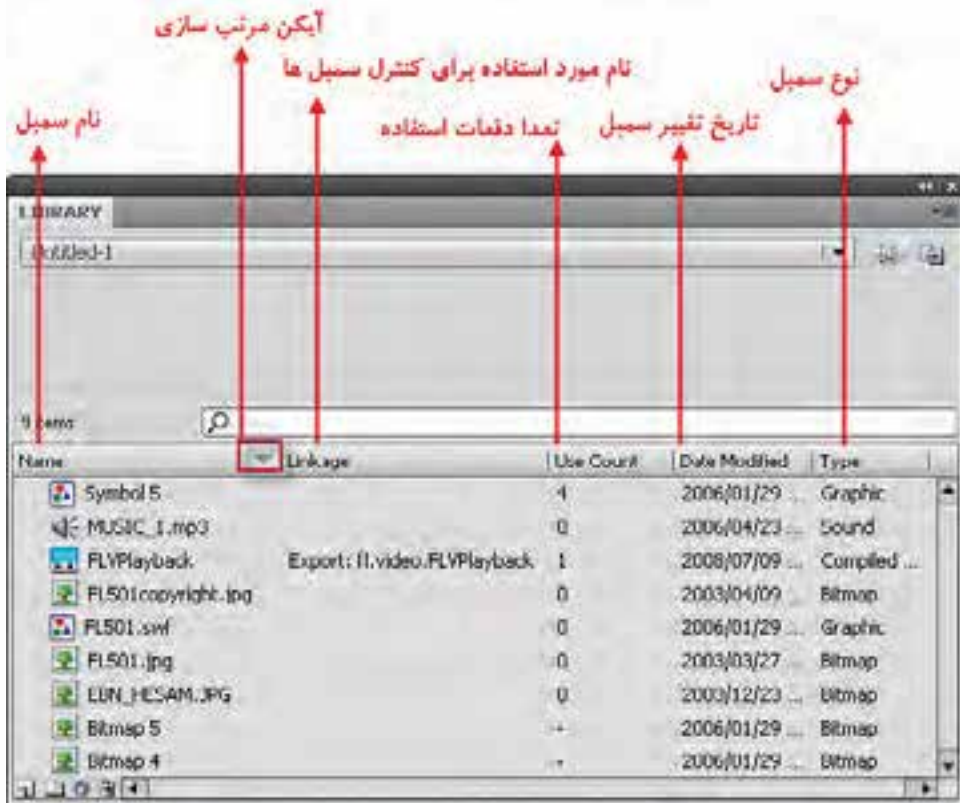 آیکن مرتب سازی
نام مورد استفاده برای کنترل سمبل ها
نوع سمبل
نام سمبل
تعدا دفعات استفاده
تاریخ تغییر سمبل
LIBRARY
Untitled-1
9 items
Name Linkage Use Count Date Modified Type
Symbol 5 4 2006/01/29 ... Graphic
MUSIC_1.mp3 0 2006/04/23 ... Sound
FLVPlayback Export: fl.video.FLVPlayback 1 2008/07/09 ... Compiled ...
FL501copyright.jpg 0 2003/04/09 ... Bitmap
FL501.swf 0 2006/01/29 ... Graphic
FL501.jpg 0 2003/03/27 ... Bitmap
EBN_HESAM.JPG 0 2003/12/23 ... Bitmap
Bitmap 5 - 2006/01/29 ... Bitmap
Bitmap 4 - 2006/01/29 ... Bitmap